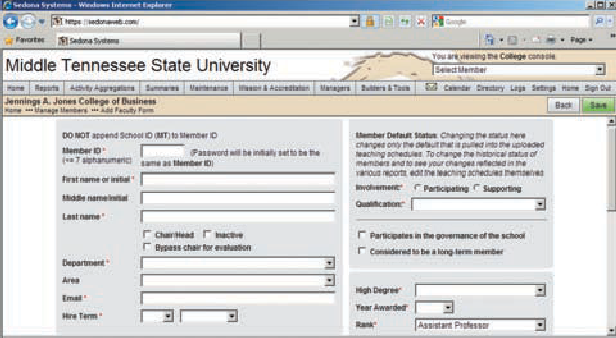 Sedona Systems - Windows Internet Explorer
https://sedonaweb.com/
Google
Favorites Sedona Systems Page
Middle Tennessee State University
You are viewing the College console.
Select Member
Home Reports Activity Aggregations Summaries Maintenance Mission & Accreditation Managers Builders & Tools Calendar Directory Logs Settings Home Sign Out
Jennings A. Jones College of Business
Home ••• Manage Members ••• Add Faculty
Form
Back Save
DO NOT append School ID (MT) to Member ID
Member ID * (Password will be initially set to be the
(<= 7 alphanumeric) same as Member ID)
First name or initial *
Middle name/initial
Last name *
Chair/Head Inactive
Bypass chair for evaluation
Department *
Area
Email *
Hire Term *
Member Default Status: Changing the status here
changes only the default that is pulled into the uploaded
teaching schedules. To change the historical status of
members and to see your changes reflected in the
various reports, edit the teaching schedules themselves
Involvement* Participating Supporting
Qualification:*
Participates in the governance of the school
Considered to be a long-term member
High Degree*
Year Awarded*
Rank* Assistant Professor